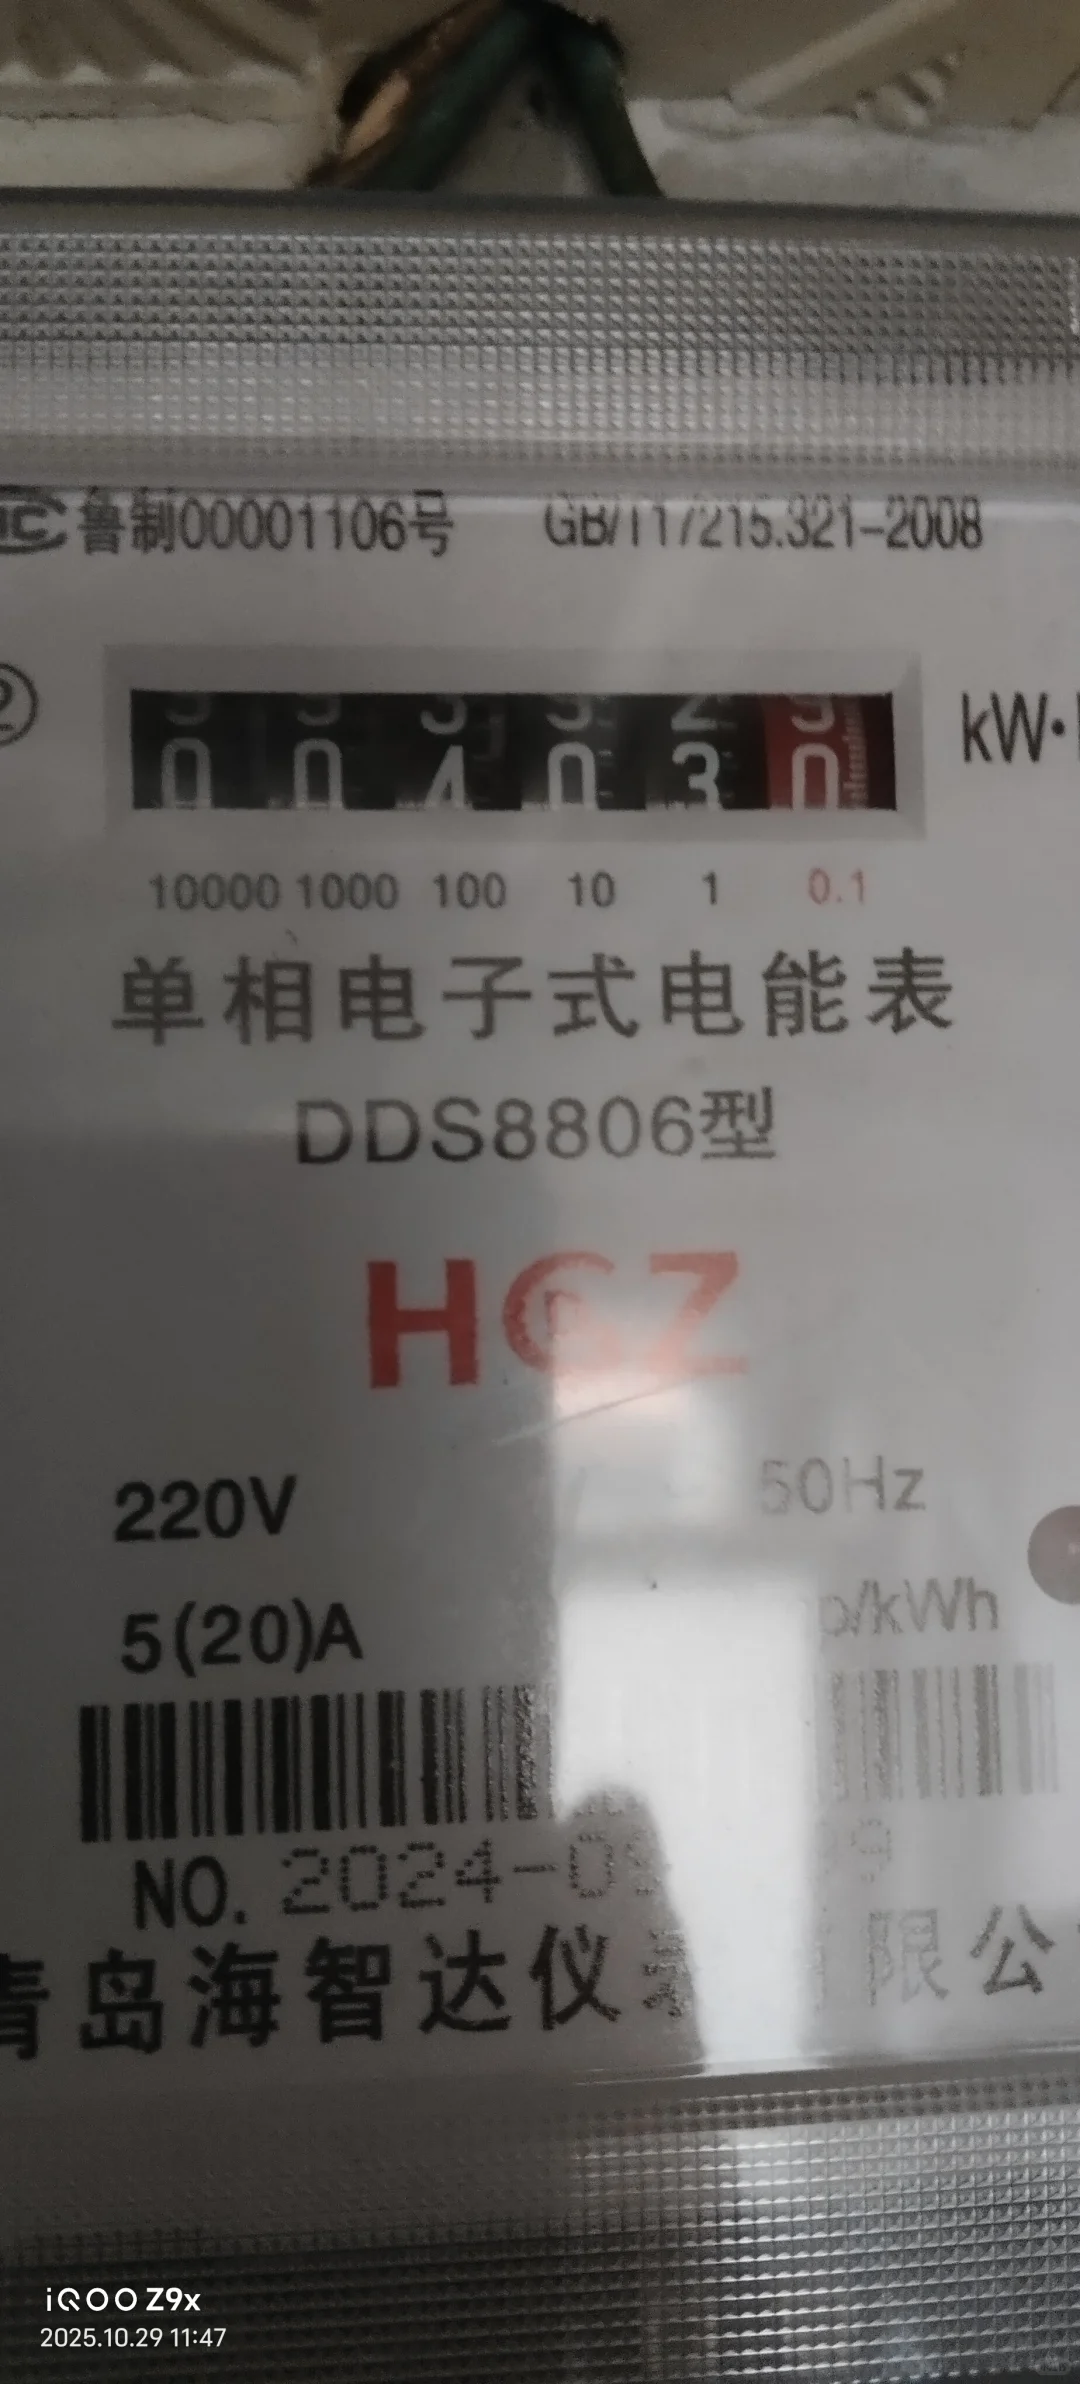 鲁制00001106号 GB/T17215.321-2008
2
0 0 4 0 3 0 kW·
10000 1000 100 10 1 0.1
单相电子式电能表
DDS8806型
HGZ
220V 50Hz
5(20)A p/kWh
NO. 2024-0
青岛海智达仪 限公
iQOO Z9x
2025.10.29 11:47